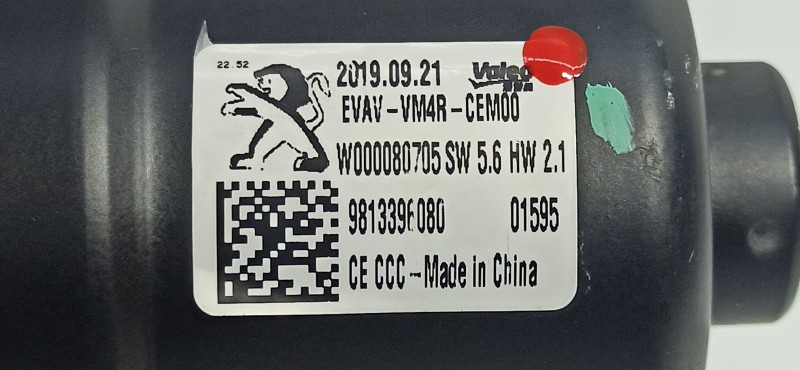 22:52
2019.09.21 Valeo
EVAV-VM4R-CEM00
W000080705 SW 5.6 HW 2.1
9813396080 01595
CE CCC-Made in China